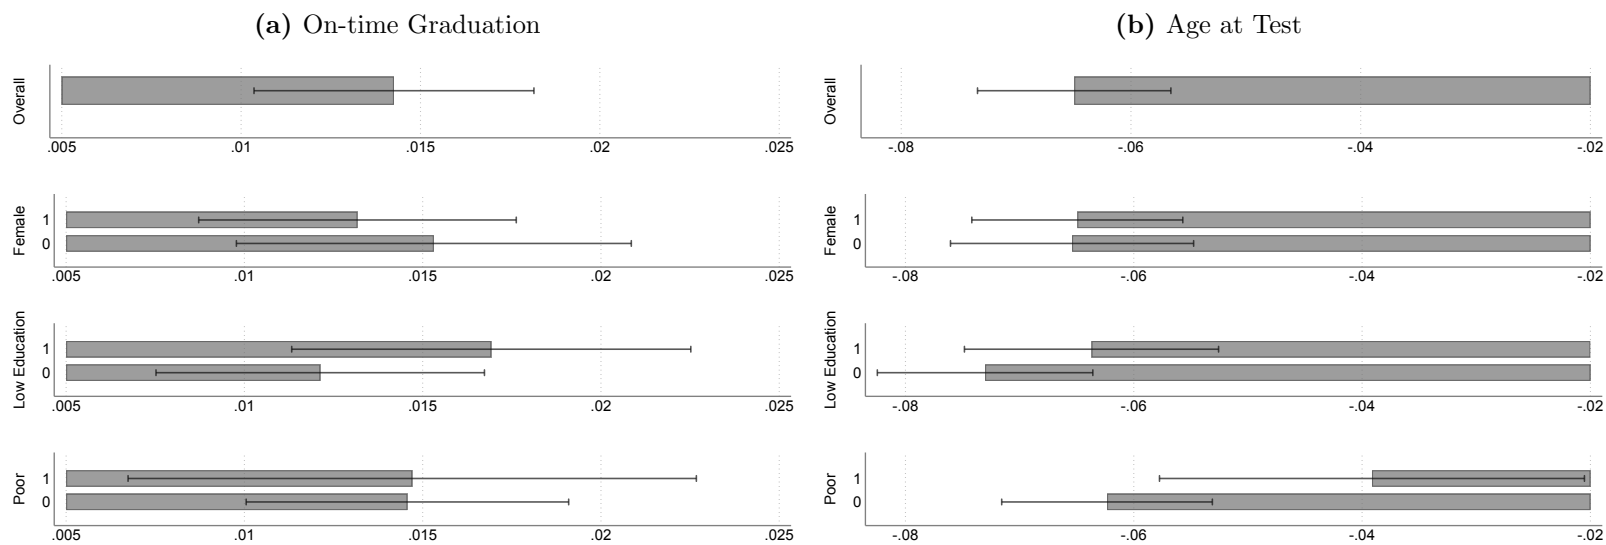 (a) On-time Graduation
Overall
.005 .01 .015 .02 .025
Female
1
0
.005 .01 .015 .02 .025
Low Education
1
0
.005 .01 .015 .02 .025
Poor
1
0
.005 .01 .015 .02 .025
(b) Age at Test
Overall
-.08 -.06 -.04 -.02
Female
1
0
-.08 -.06 -.04 -.02
Low Education
1
0
-.08 -.06 -.04 -.02
Poor
1
0
-.08 -.06 -.04 -.02